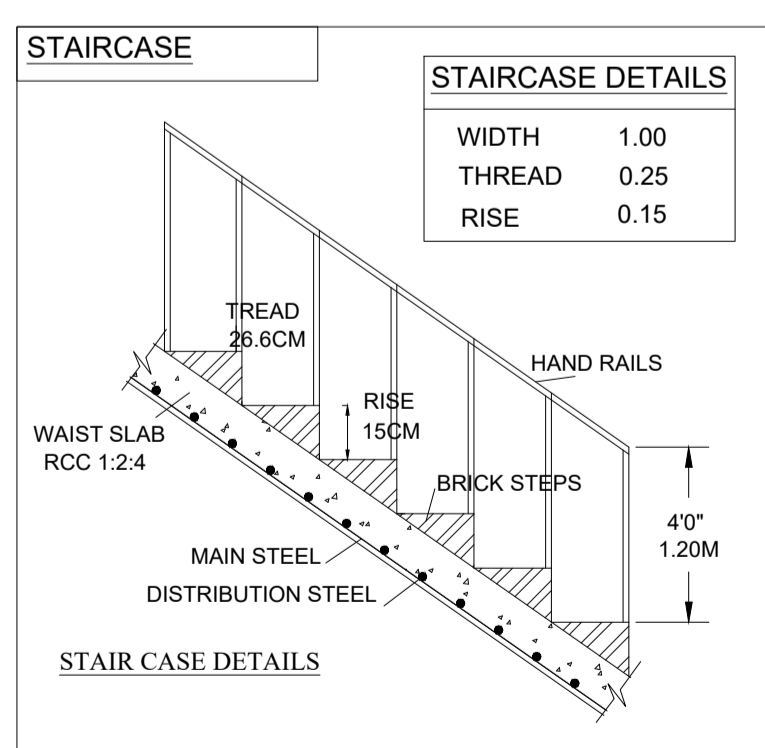 STAIRCASE
STAIRCASE DETAILS
WIDTH 1.00
THREAD 0.25
RISE 0.15
TREAD
26.6CM
HAND RAILS
RISE
15CM
WAIST SLAB
RCC 1:2:4
BRICK STEPS
4'0"
1.20M
MAIN STEEL
DISTRIBUTION STEEL
STAIR CASE DETAILS